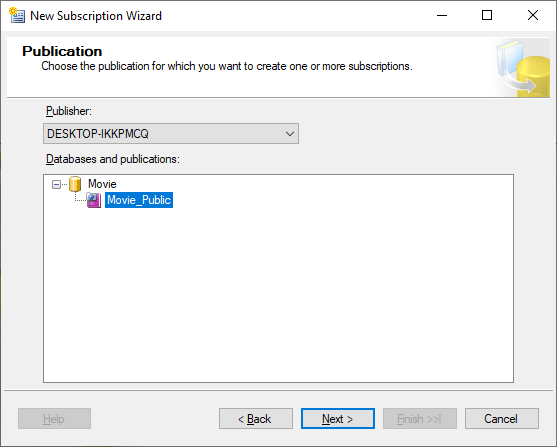 New Subscription Wizard
Publication
Choose the publication for which you want to create one or more subscriptions.
Publisher:
DESKTOP-IKKPMCQ
Databases and publications:
Movie
Movie_Public
Help
< Back
Next >
Finish >>|
Cancel